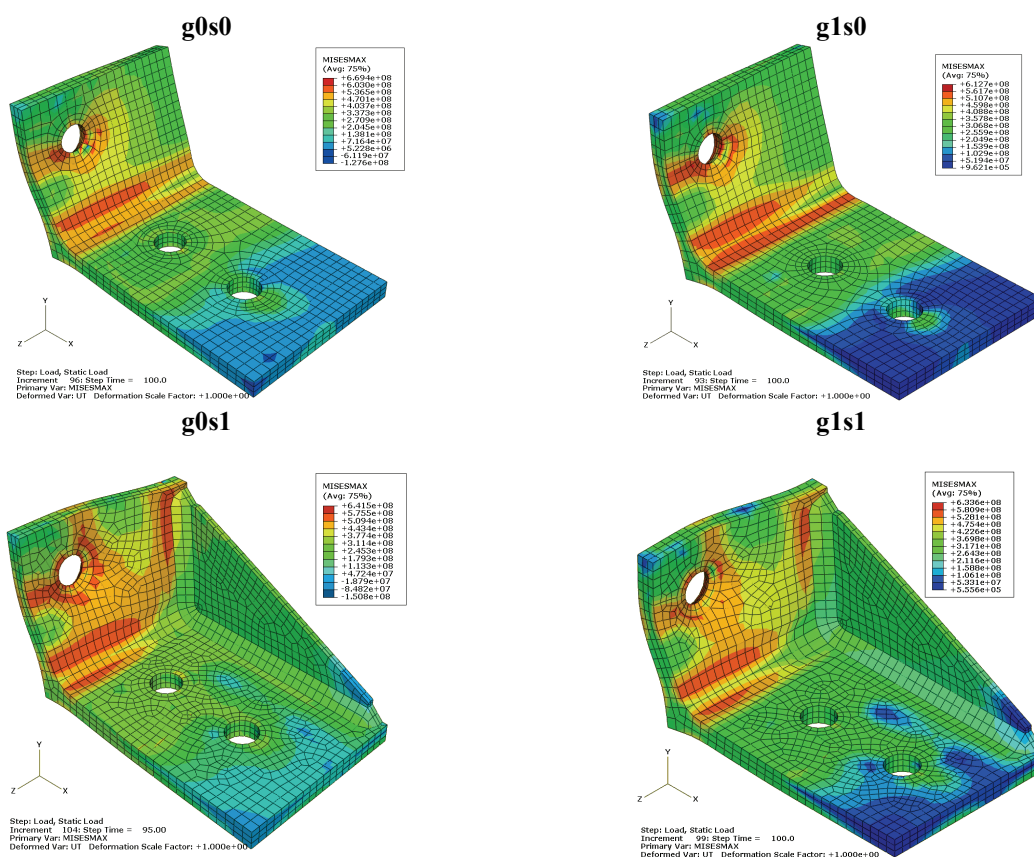 g0s0
MISESMAX
(Avg: 75%)
+6.694e+08
+6.030e+08
+5.365e+08
+4.701e+08
+4.037e+08
+3.373e+08
+2.709e+08
+2.045e+08
+1.381e+08
+7.164e+07
+5.228e+06
-6.119e+07
-1.276e+08
Y
Z
X
Step: Load, Static Load
Increment 96: Step Time = 100.0
Primary Var: MISESMAX
Deformed Var: UT Deformation Scale Factor: +1.000e+00
g1s0
MISESMAX
(Avg: 75%)
+6.127e+08
+5.617e+08
+5.107e+08
+4.598e+08
+4.088e+08
+3.578e+08
+3.068e+08
+2.559e+08
+2.049e+08
+1.539e+08
+1.029e+08
+5.194e+07
+9.621e+05
Y
Z
X
Step: Load, Static Load
Increment 93: Step Time = 100.0
Primary Var: MISESMAX
Deformed Var: UT Deformation Scale Factor: +1.000e+00
g0s1
MISESMAX
(Avg: 75%)
+6.415e+08
+5.755e+08
+5.094e+08
+4.434e+08
+3.774e+08
+3.114e+08
+2.453e+08
+1.793e+08
+1.133e+08
+4.724e+07
-1.879e+07
-8.482e+07
-1.508e+08
Y
Z
X
Step: Load, Static Load
Increment 104: Step Time = 95.00
Primary Var: MISESMAX
Deformed Var: UT Deformation Scale Factor: +1.000e+00
g1s1
MISESMAX
(Avg: 75%)
+6.336e+08
+5.809e+08
+5.281e+08
+4.754e+08
+4.226e+08
+3.698e+08
+3.171e+08
+2.643e+08
+2.116e+08
+1.588e+08
+1.061e+08
+5.331e+07
+5.556e+05
Y
Z
X
Step: Load, Static Load
Increment 99: Step Time = 100.0
Primary Var: MISESMAX
Deformed Var: UT Deformation Scale Factor: +1.000e+00